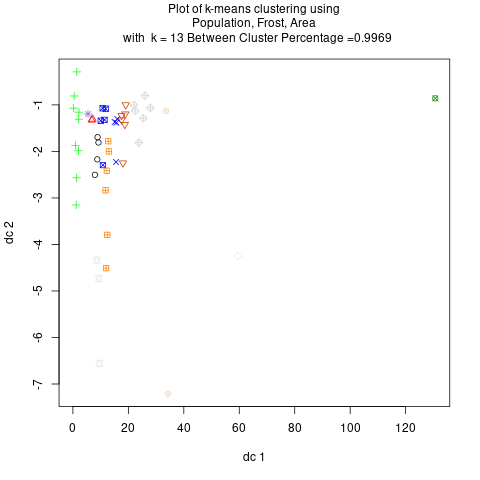 Plot of k-means clustering using
Population, Frost, Area
with  k = 13 Between Cluster Percentage =0.9969
dc 2
-1
-2
-3
-4
-5
-6
-7
0 20 40 60 80 100 120
dc 1